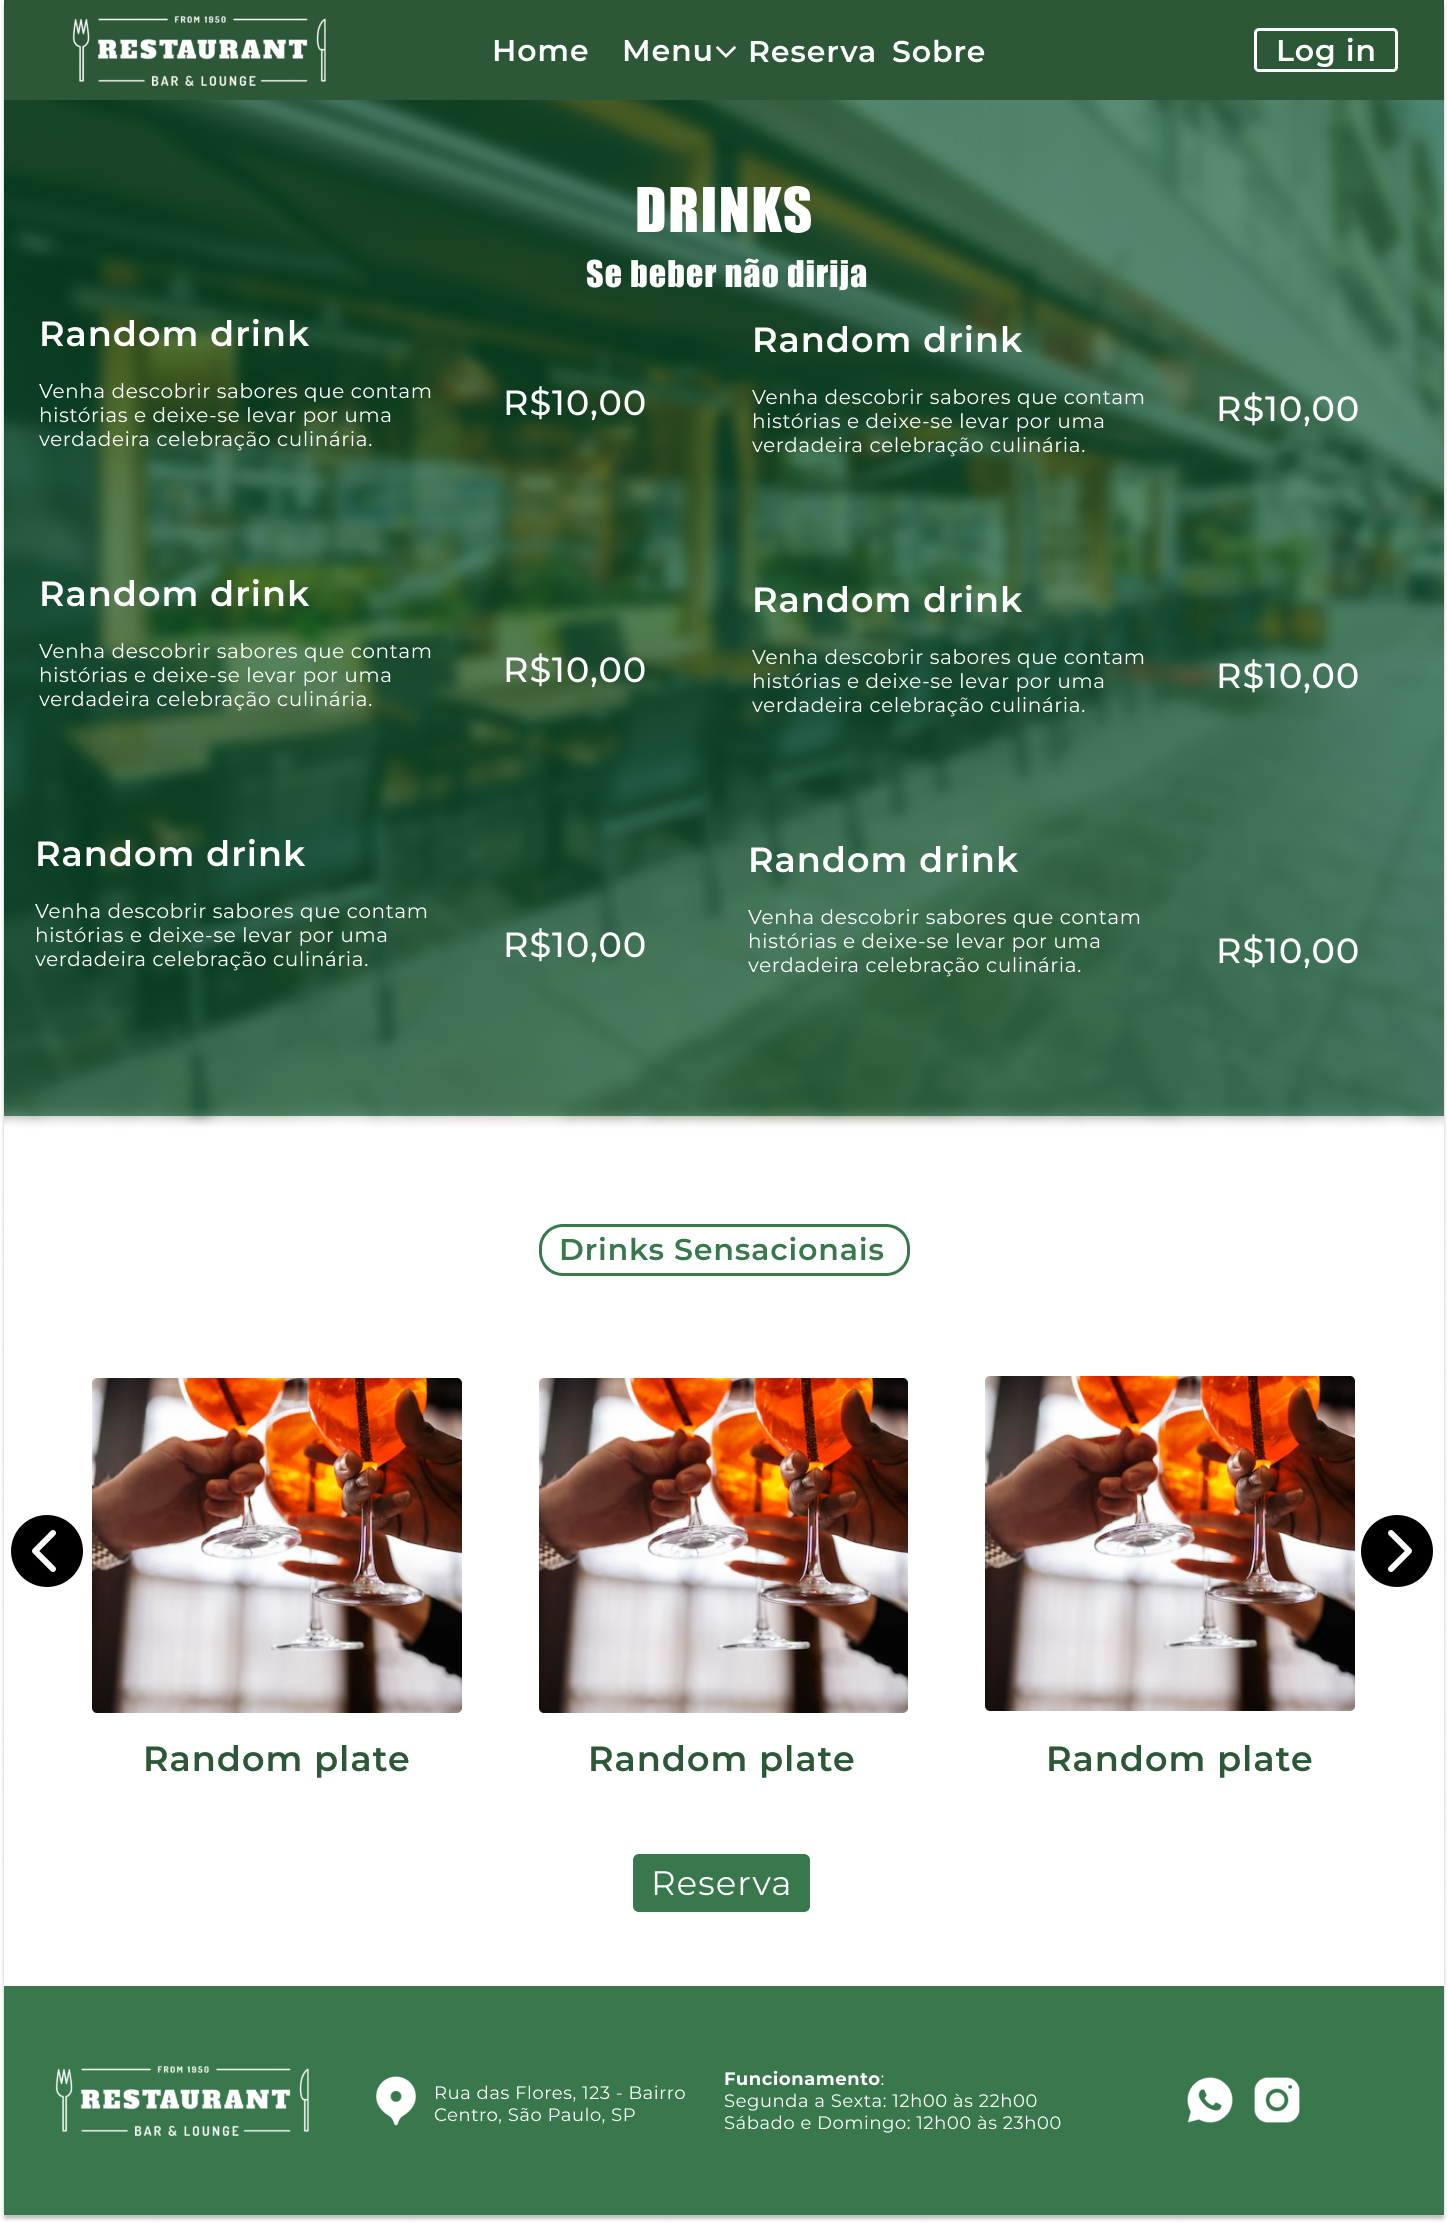 FROM 1950
RESTAURANT
BAR & LOUNGE
Home
Menu
Reserva
Sobre
Log in
DRINKS
Se beber não dirija
Random drink
Venha descobrir sabores que contam
histórias e deixe-se levar por uma
verdadeira celebração culinária.
R$10,00
Random drink
Venha descobrir sabores que contam
histórias e deixe-se levar por uma
verdadeira celebração culinária.
R$10,00
Random drink
Venha descobrir sabores que contam
histórias e deixe-se levar por uma
verdadeira celebração culinária.
R$10,00
Random drink
Venha descobrir sabores que contam
histórias e deixe-se levar por uma
verdadeira celebração culinária.
R$10,00
Random drink
Venha descobrir sabores que contam
histórias e deixe-se levar por uma
verdadeira celebração culinária.
R$10,00
Random drink
Venha descobrir sabores que contam
histórias e deixe-se levar por uma
verdadeira celebração culinária.
R$10,00
Drinks Sensacionais
Random plate
Random plate
Random plate
Reserva
FROM 1950
RESTAURANT
BAR & LOUNGE
Rua das Flores, 123 - Bairro
Centro, São Paulo, SP
Funcionamento:
Segunda a Sexta: 12h00 às 22h00
Sábado e Domingo: 12h00 às 23h00